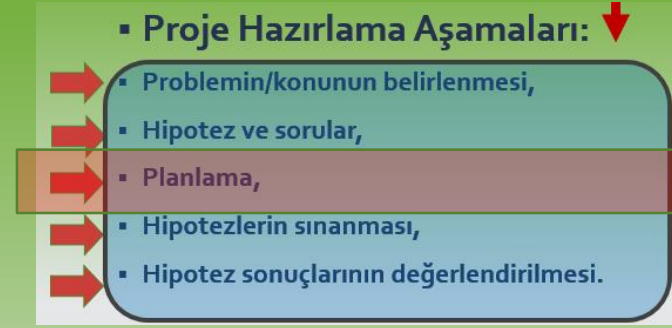 ▪ Proje Hazırlama Aşamaları:
▪ Problemin/konunun belirlenmesi,
▪ Hipotez ve sorular,
▪ Planlama,
▪ Hipotezlerin sınanması,
▪ Hipotez sonuçlarının değerlendirilmesi.